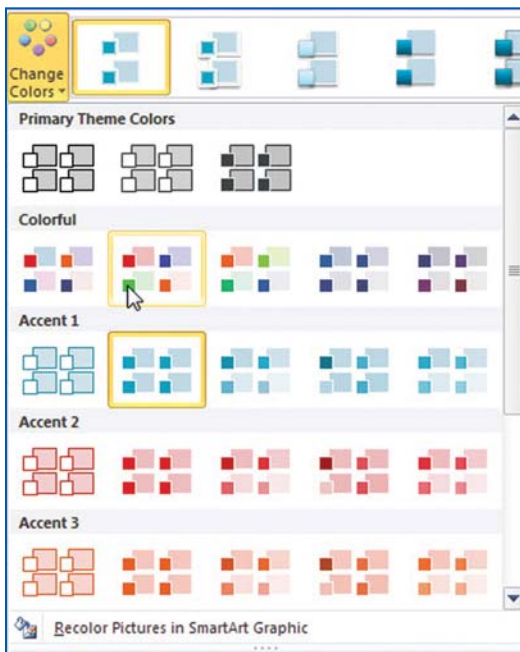 Change
Colors
Primary Theme Colors
Colorful
Accent 1
Accent 2
Accent 3
Recolor Pictures in SmartArt Graphic